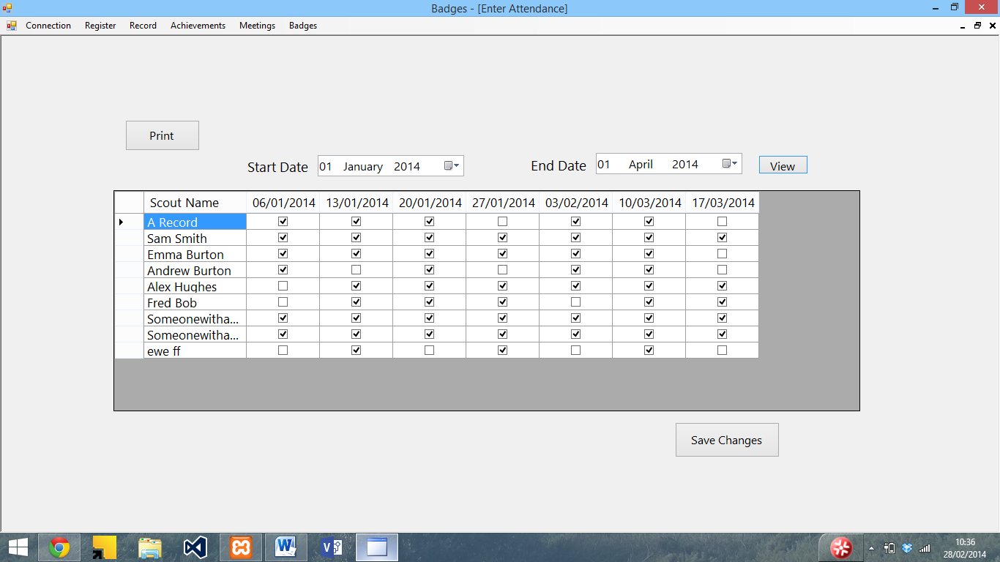 Badges - [Enter Attendance]
Connection Register Record Achievements Meetings Badges
Print
Start Date 01 January 2014 End Date 01 April 2014 View
Scout Name 06/01/2014 13/01/2014 20/01/2014 27/01/2014 03/02/2014 10/03/2014 17/03/2014
A Record
Sam Smith
Emma Burton
Andrew Burton
Alex Hughes
Fred Bob
Someonewitha...
Someonewitha...
ewe ff
Save Changes
10:36
28/02/2014